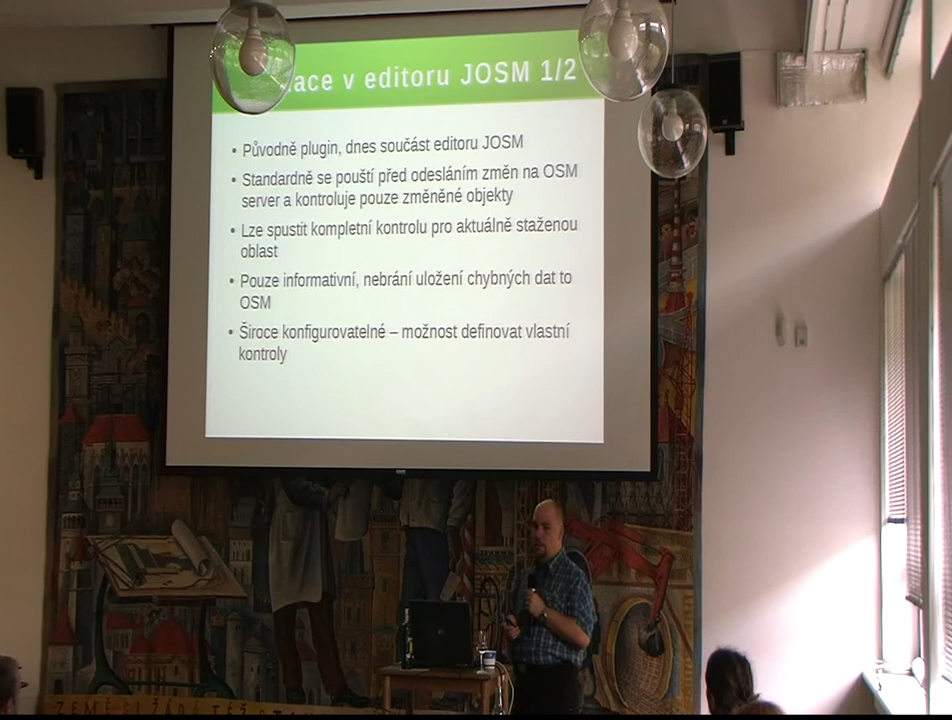 ace v editoru JOSM 1/2
• Původně plugin, dnes součást editoru JOSM
• Standardně se pouští před odesláním změn na OSM
server a kontroluje pouze změněné objekty
• Lze spustit kompletní kontrolu pro aktuálně staženou
oblast
• Pouze informativní, nebrání uložení chybných dat to
OSM
• Široce konfigurovatelné – možnost definovat vlastní
kontroly